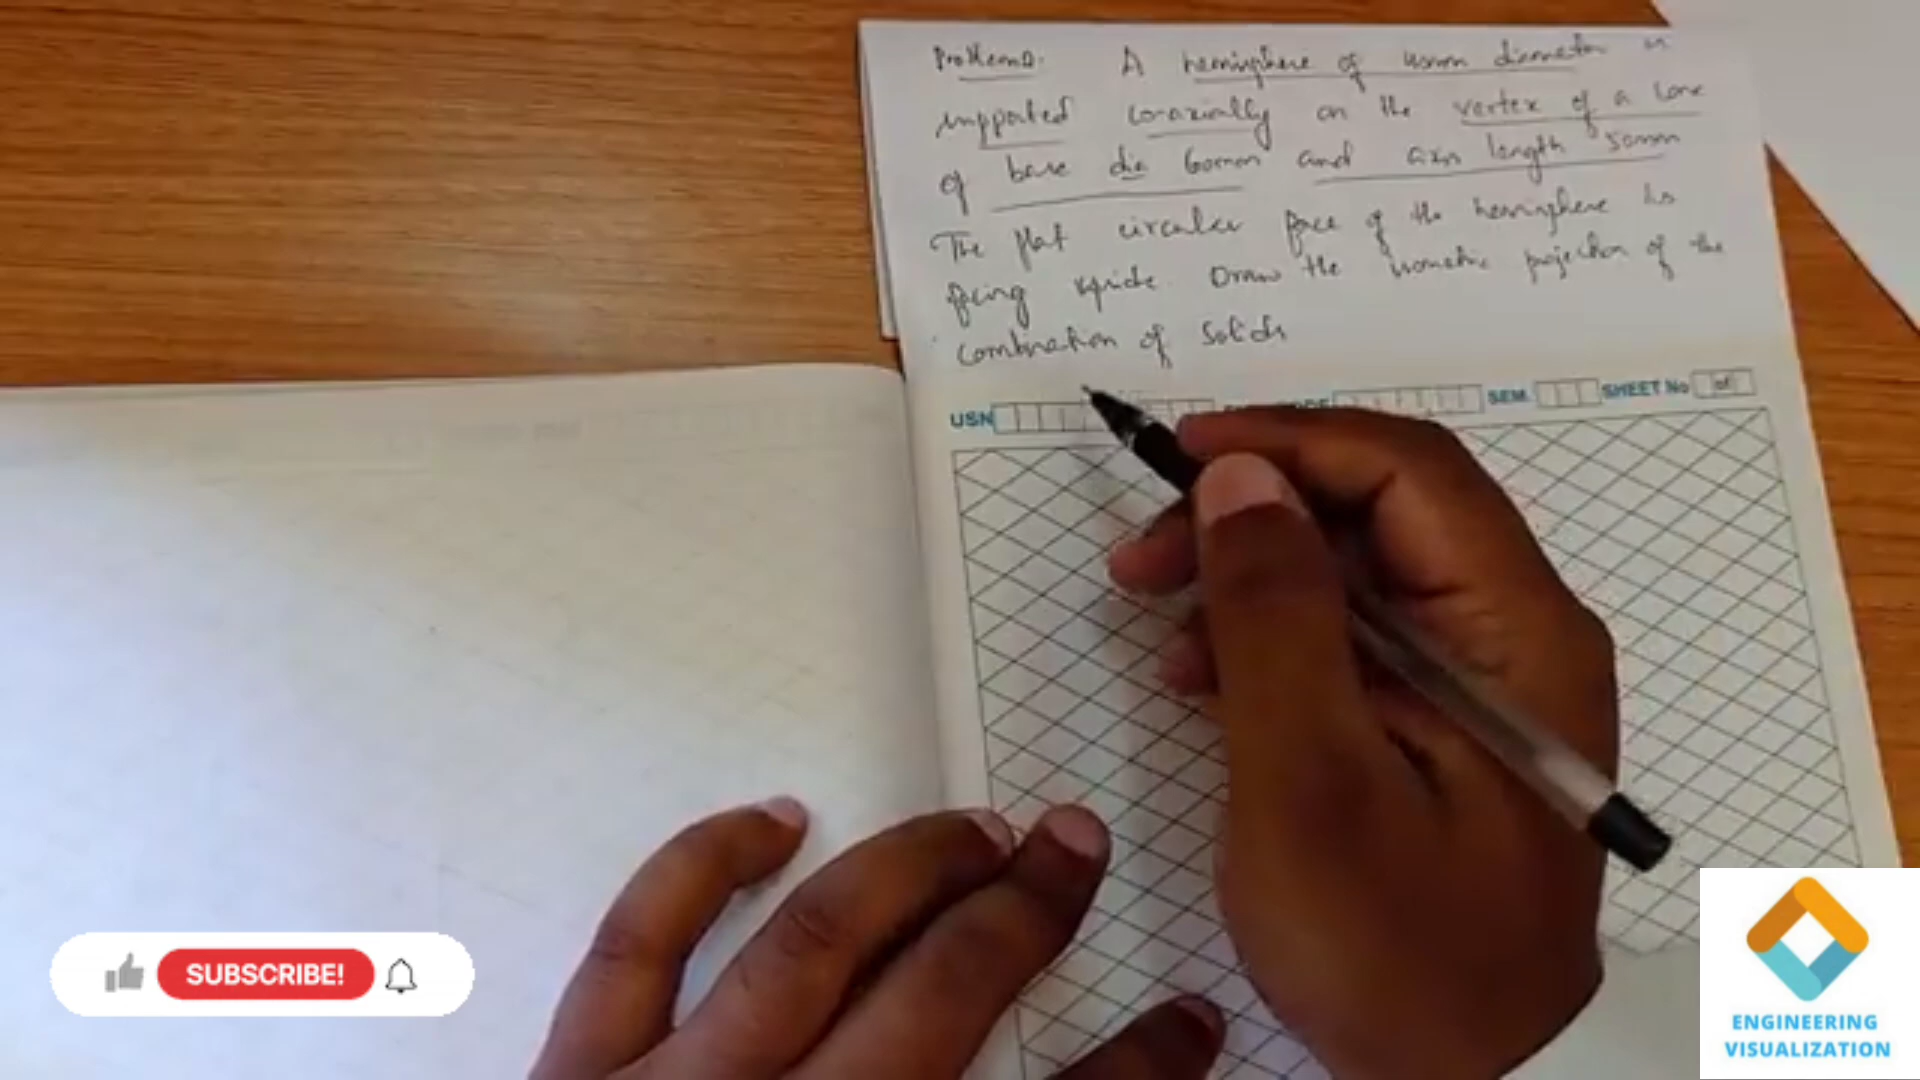 Problem: A hemisphere of 40mm diameter is
supported co-axially on the vertex of a cone
of base dia 60mm and axis length 50mm
The flat circular face of the hemisphere is
facing upside. Draw the isometric projection of the
combination of solids
USN SEM. SHEET No of
SUBSCRIBE!
ENGINEERING
VISUALIZATION